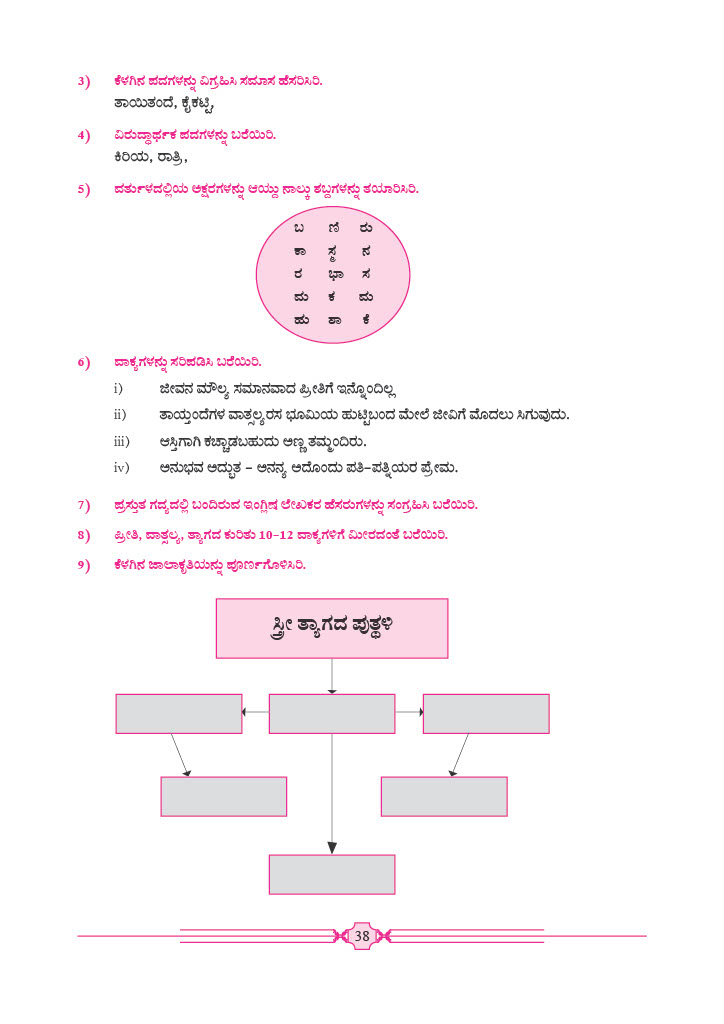 3) ಕೆಳಗಿನ ಪದಗಳನ್ನು ವಿಗ್ರಹಿಸಿ ಸಮಾಸ ಹೆಸರಿಸಿರಿ.
ತಾಯಿತಂದೆ, ಕೈಕಟ್ಟಿ,
4) ವಿರುದ್ಧಾರ್ಥಕ ಪದಗಳನ್ನು ಬರೆಯಿರಿ.
ಕಿರಿಯ, ರಾತ್ರಿ,
5) ವರ್ತುಳದಲ್ಲಿಯ ಅಕ್ಷರಗಳನ್ನು ಆಯ್ದು ನಾಲ್ಕು ಶಬ್ದಗಳನ್ನು ತಯಾರಿಸಿರಿ.
ಬ ಣಿ ರು
ಕಾ ಸ್ಮ ನ
ರ ಭಾ ಸ
ಮ ಕ ಮ
ಹು ಶಾ ಕೆ
6) ವಾಕ್ಯಗಳನ್ನು ಸರಿಪಡಿಸಿ ಬರೆಯಿರಿ.
i) ಜೀವನ ಮೌಲ್ಯ ಸಮಾನವಾದ ಪ್ರೀತಿಗೆ ಇನ್ನೊಂದಿಲ್ಲ
ii) ತಾಯ್ತಂದೆಗಳ ವಾತ್ಸಲ್ಯರಸ ಭೂಮಿಯ ಹುಟ್ಟಿಬಂದ ಮೇಲೆ ಜೀವಿಗೆ ಮೊದಲು ಸಿಗುವುದು.
iii) ಆಸ್ತಿಗಾಗಿ ಕಚ್ಚಾಡಬಹುದು ಅಣ್ಣ ತಮ್ಮಂದಿರು.
iv) ಅನುಭವ ಅದ್ಭುತ – ಅನನ್ಯ ಅದೊಂದು ಪತಿ–ಪತ್ನಿಯರ ಪ್ರೇಮ.
7) ಪ್ರಸ್ತುತ ಗದ್ಯದಲ್ಲಿ ಬಂದಿರುವ ಇಂಗ್ಲಿಷ ಲೇಖಕರ ಹೆಸರುಗಳನ್ನು ಸಂಗ್ರಹಿಸಿ ಬರೆಯಿರಿ.
8) ಪ್ರೀತಿ, ವಾತ್ಸಲ್ಯ, ತ್ಯಾಗದ ಕುರಿತು 10–12 ವಾಕ್ಯಗಳಿಗೆ ಮೀರದಂತೆ ಬರೆಯಿರಿ.
9) ಕೆಳಗಿನ ಜಾಲಾಕೃತಿಯನ್ನು ಪೂರ್ಣಗೊಳಿಸಿರಿ.
ಸ್ತ್ರೀ ತ್ಯಾಗದ ಪುತ್ಥಳಿ
38